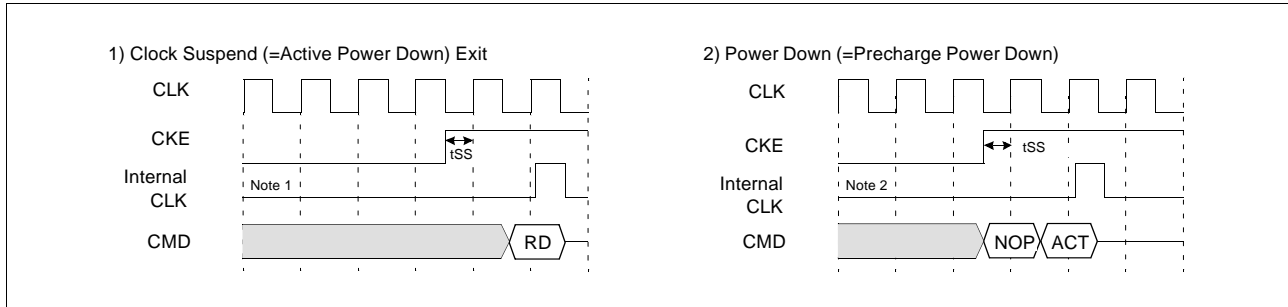 1) Clock Suspend (=Active Power Down) Exit
CLK
CKE
tSS
Internal
CLK
Note 1
CMD
RD
2) Power Down (=Precharge Power Down)
CLK
CKE
tSS
Internal
CLK
Note 2
CMD
NOP
ACT